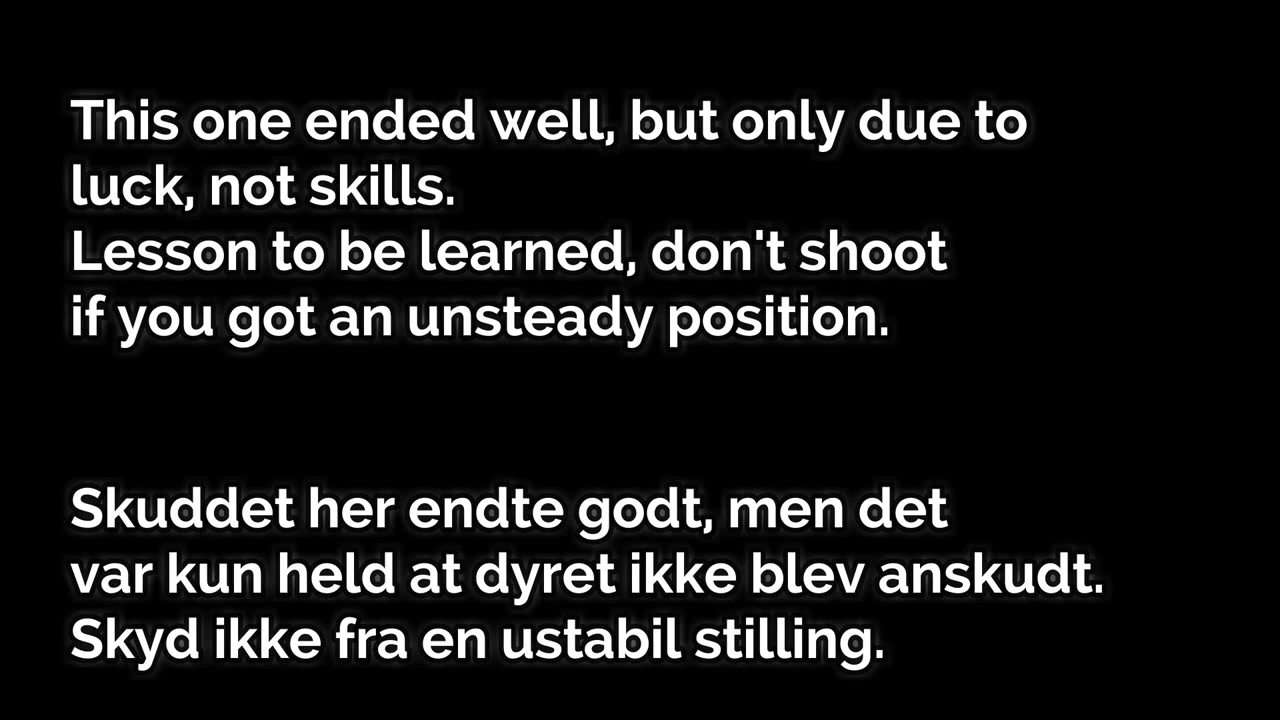 This one ended well, but only due to
luck, not skills.
Lesson to be learned, don't shoot
if you got an unsteady position.
Skuddet her endte godt, men det
var kun held at dyret ikke blev anskudt.
Skyd ikke fra en ustabil stilling.